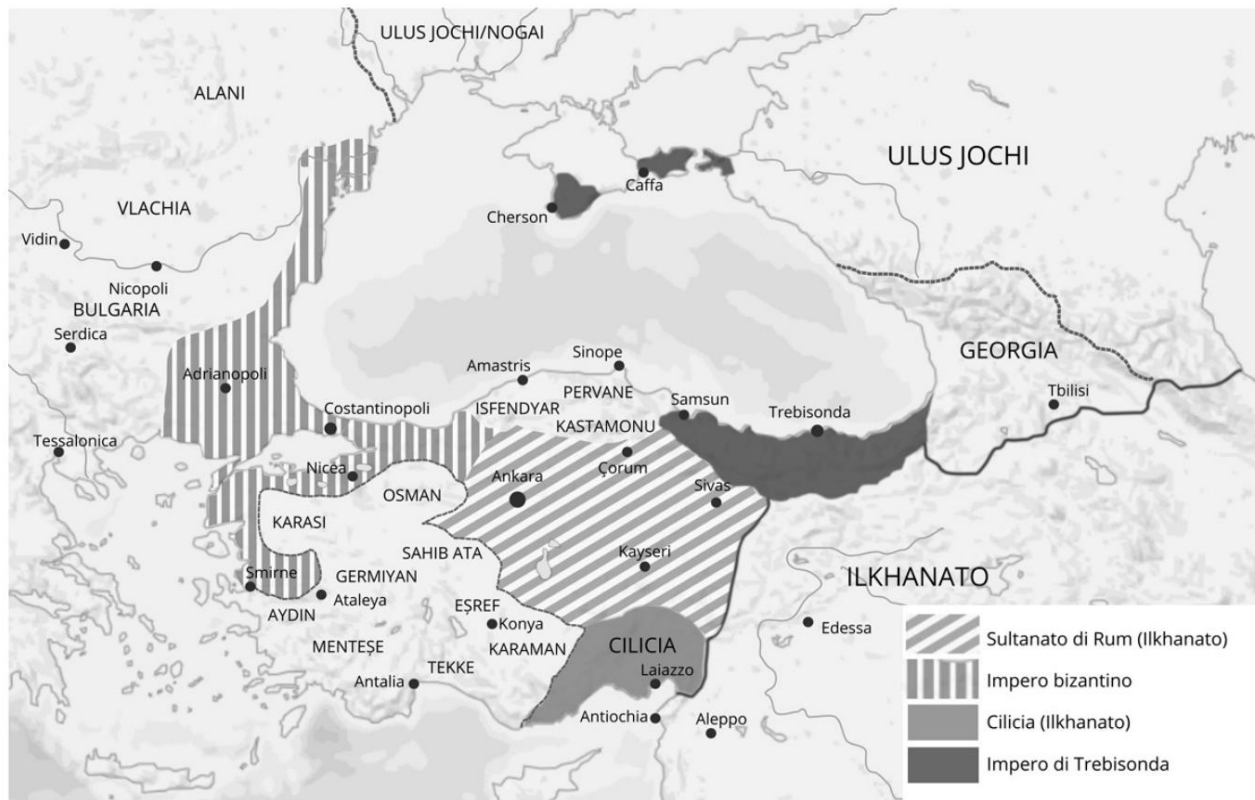 ULUS JOCHI/NOGAI
ALANI
ULUS JOCHI
Caffa
VLACHIA
Cherson
Vidin
Nicopoli
BULGARIA
Serdica
GEORGIA
Sinope
Amastris
Adrianopoli
PERVANE
Tbilisi
Samsun
Costantinopoli
ISFENDYAR
Trebisonda
KASTAMONU
Tessalonica
Nicea
Çorum
Ankara
OSMAN
Sivas
KARASI
SAHIB ATA
Kayseri
Smirne
GERMIYAN
ILKHANATO
Ataleya
AYDIN
EŞREF
Konya
Edessa
MENTEŞE
KARAMAN
CILICIA
TEKKE
Laiazzo
Antalia
Antiochia
Aleppo
Sultanato di Rum (Ilkhanato)
Impero bizantino
Cilicia (Ilkhanato)
Impero di Trebisonda